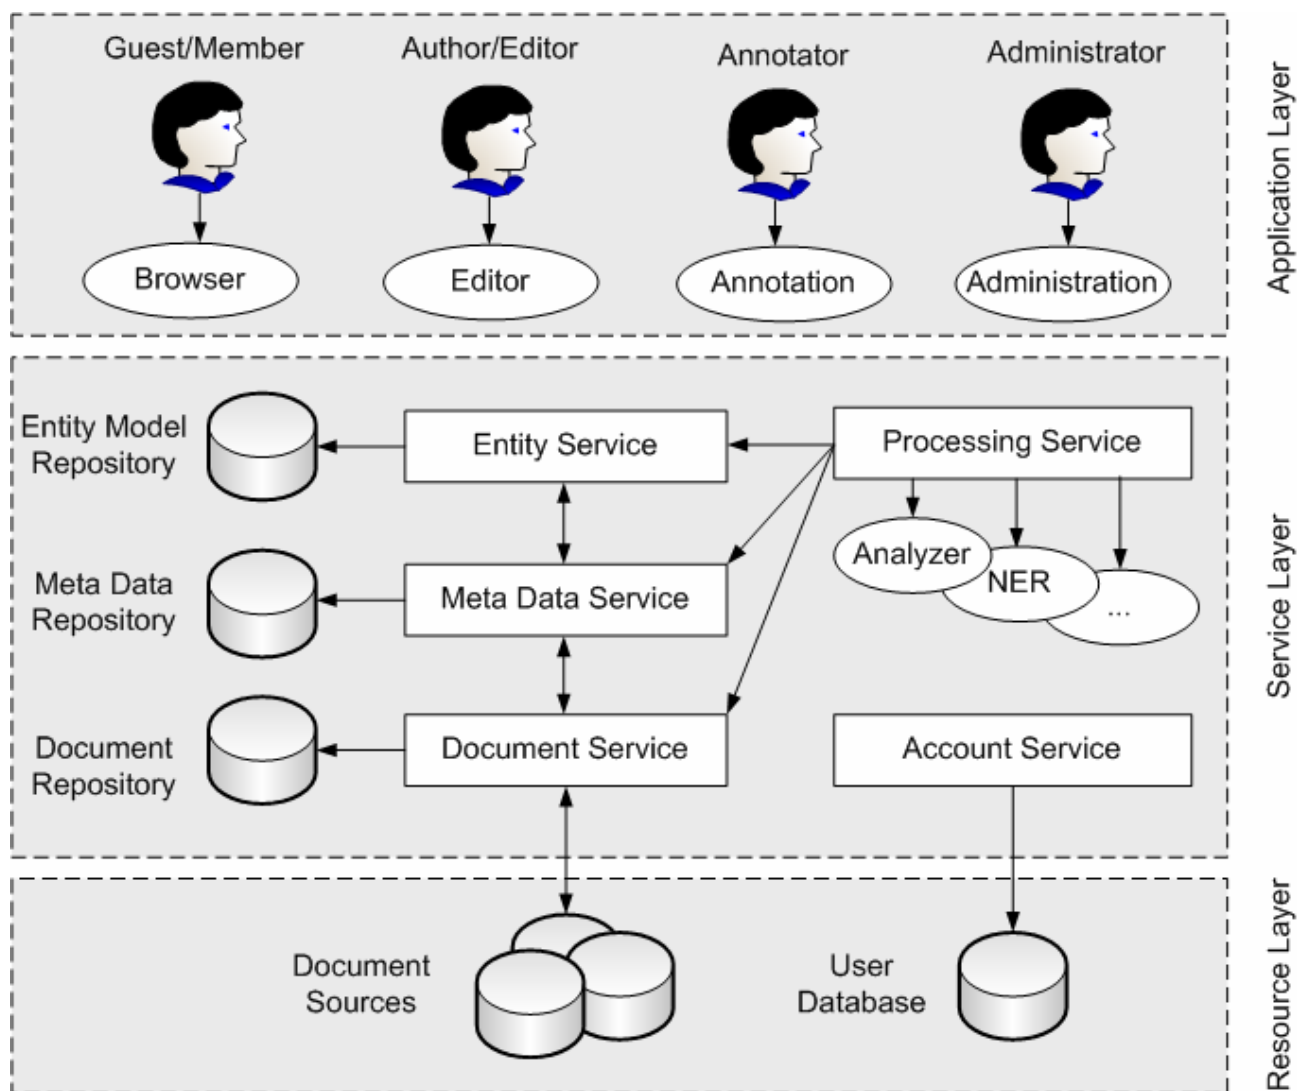 Guest/Member
Author/Editor
Annotator
Administrator
Browser
Editor
Annotation
Administration
Application Layer
Entity Model
Repository
Entity Service
Processing Service
Analyzer
NER
...
Meta Data
Repository
Meta Data Service
Document
Repository
Document Service
Account Service
Service Layer
Document
Sources
User
Database
Resource Layer